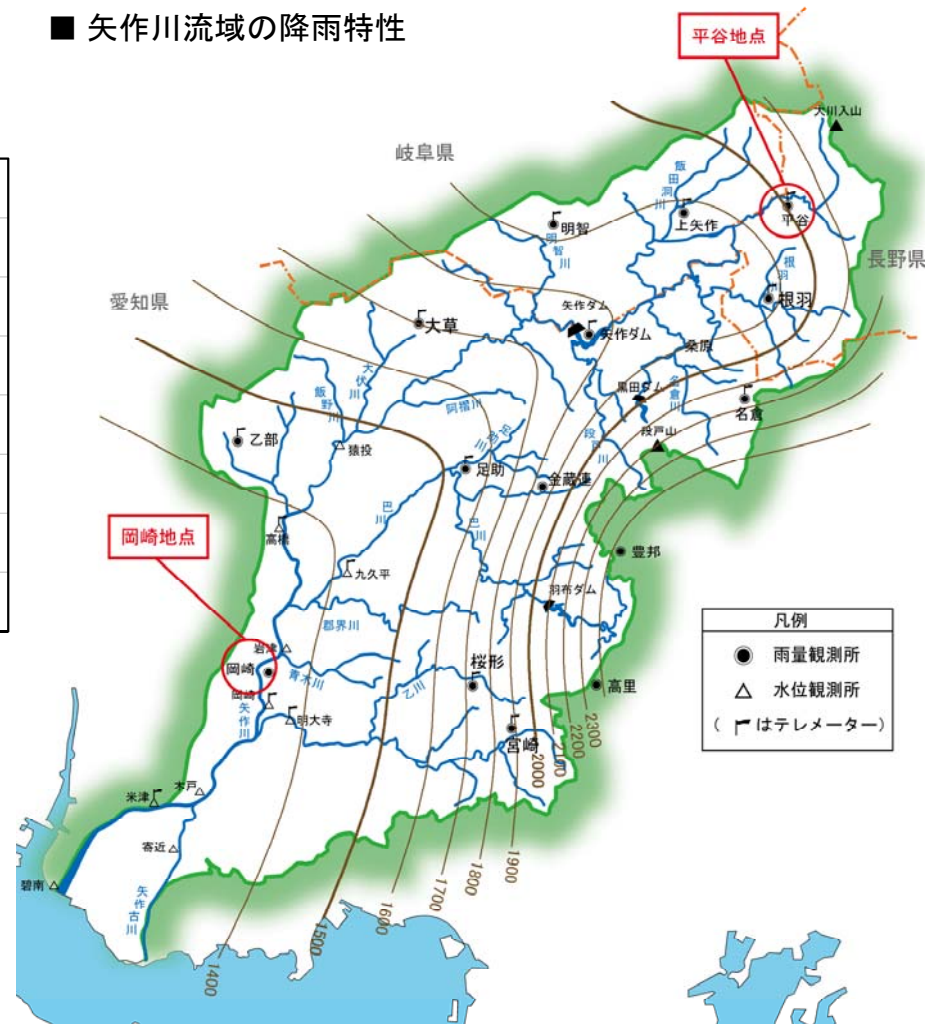 ■ 矢作川流域の降雨特性
平谷地点
大川入山
岐阜県
飯田洞川
上矢作
平谷
明智
明智川
長野県
根羽川
根羽
愛知県
矢作ダム
矢作ダム
大草
桑原
大伏川
黒田ダム
名倉川
名倉
飯野川
阿摺川
段戸川
段戸山
乙部
猿投
足助川
足助
金蔵連
巴川
巴川
岡崎地点
高橋
豊邦
九久平
羽布ダム
郡界川
凡例
雨量観測所
水位観測所
( はテレメーター)
岩津
岡崎
青木川
桜形
乙川
高里
岡崎
矢作川
明大寺
宮崎
2300
2200
2100
2000
木戸
米津
寄近
碧南
矢作古川
1900
1800
1700
1600
1500
1400